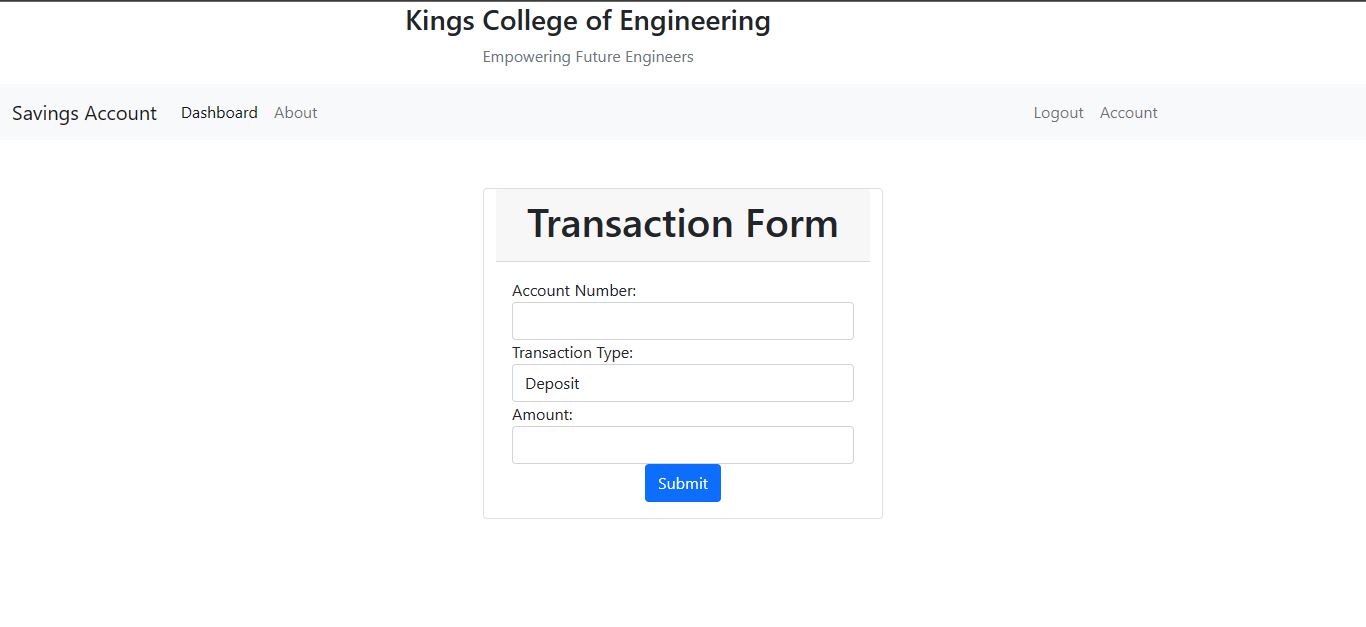 Kings College of Engineering
Empowering Future Engineers
Savings Account Dashboard About Logout Account
Transaction Form
Account Number:
Transaction Type:
Deposit
Amount:
Submit